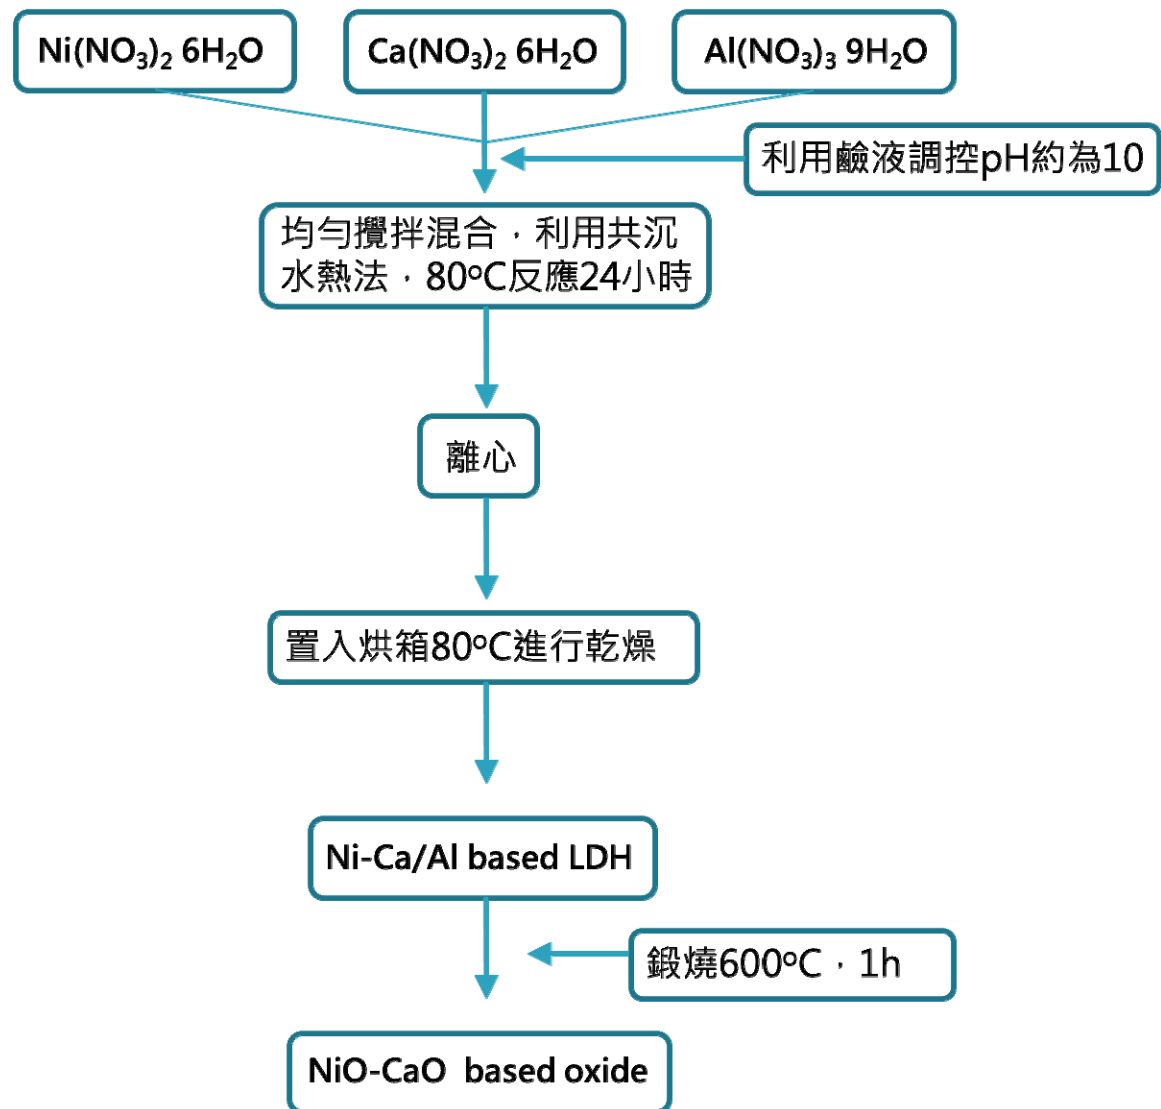 Ni(NO₃)₂ 6H₂O
Ca(NO₃)₂ 6H₂O
Al(NO₃)₃ 9H₂O
利用鹼液調控pH約為10
均勻攪拌混合，利用共沉
水熱法，80ºC反應24小時
離心
置入烘箱80ºC進行乾燥
Ni-Ca/Al based LDH
鍛燒600ºC，1h
NiO-CaO based oxide